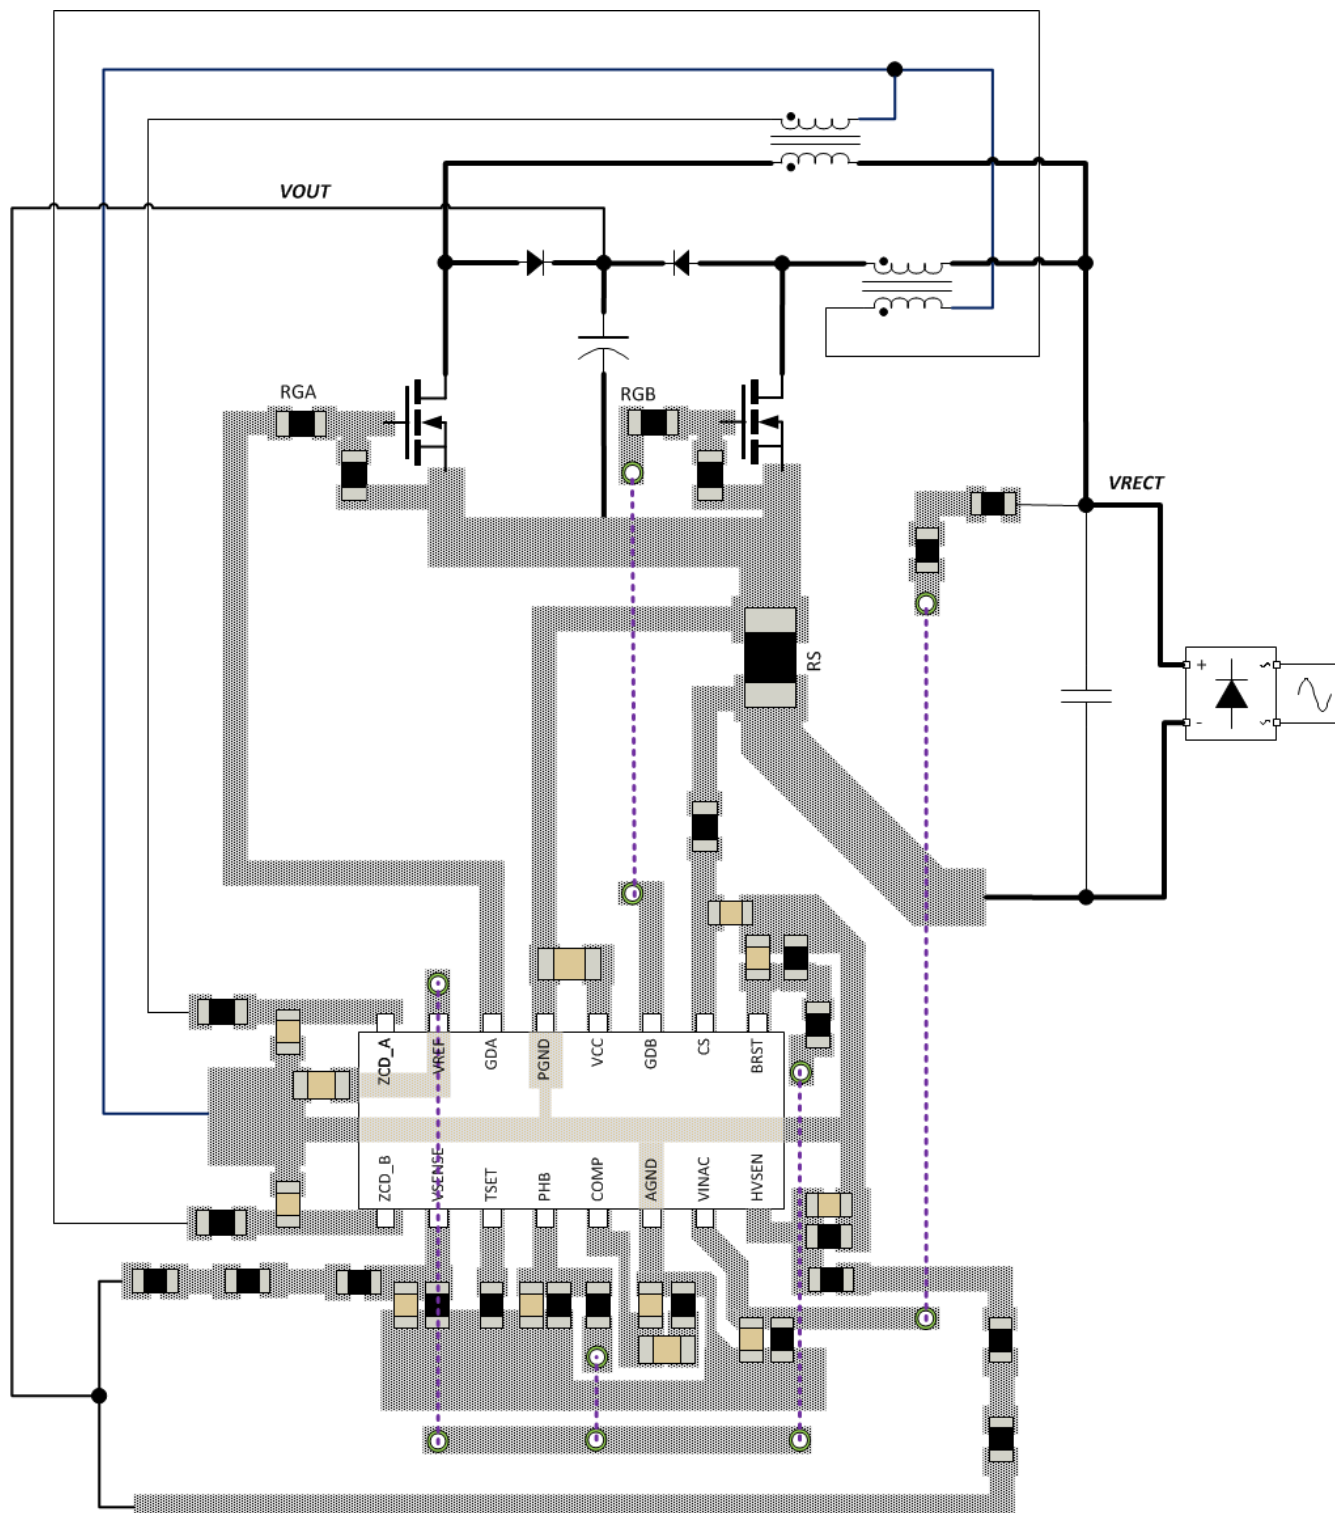 VOUT
RGA
RGB
VRECT
+
-
RS
ZCD_A
VREF
GDA
PGND
VCC
GDB
CS
BRST
ZCD_B
VSENSE
TSET
PHB
COMP
AGND
VINAC
HVSEN